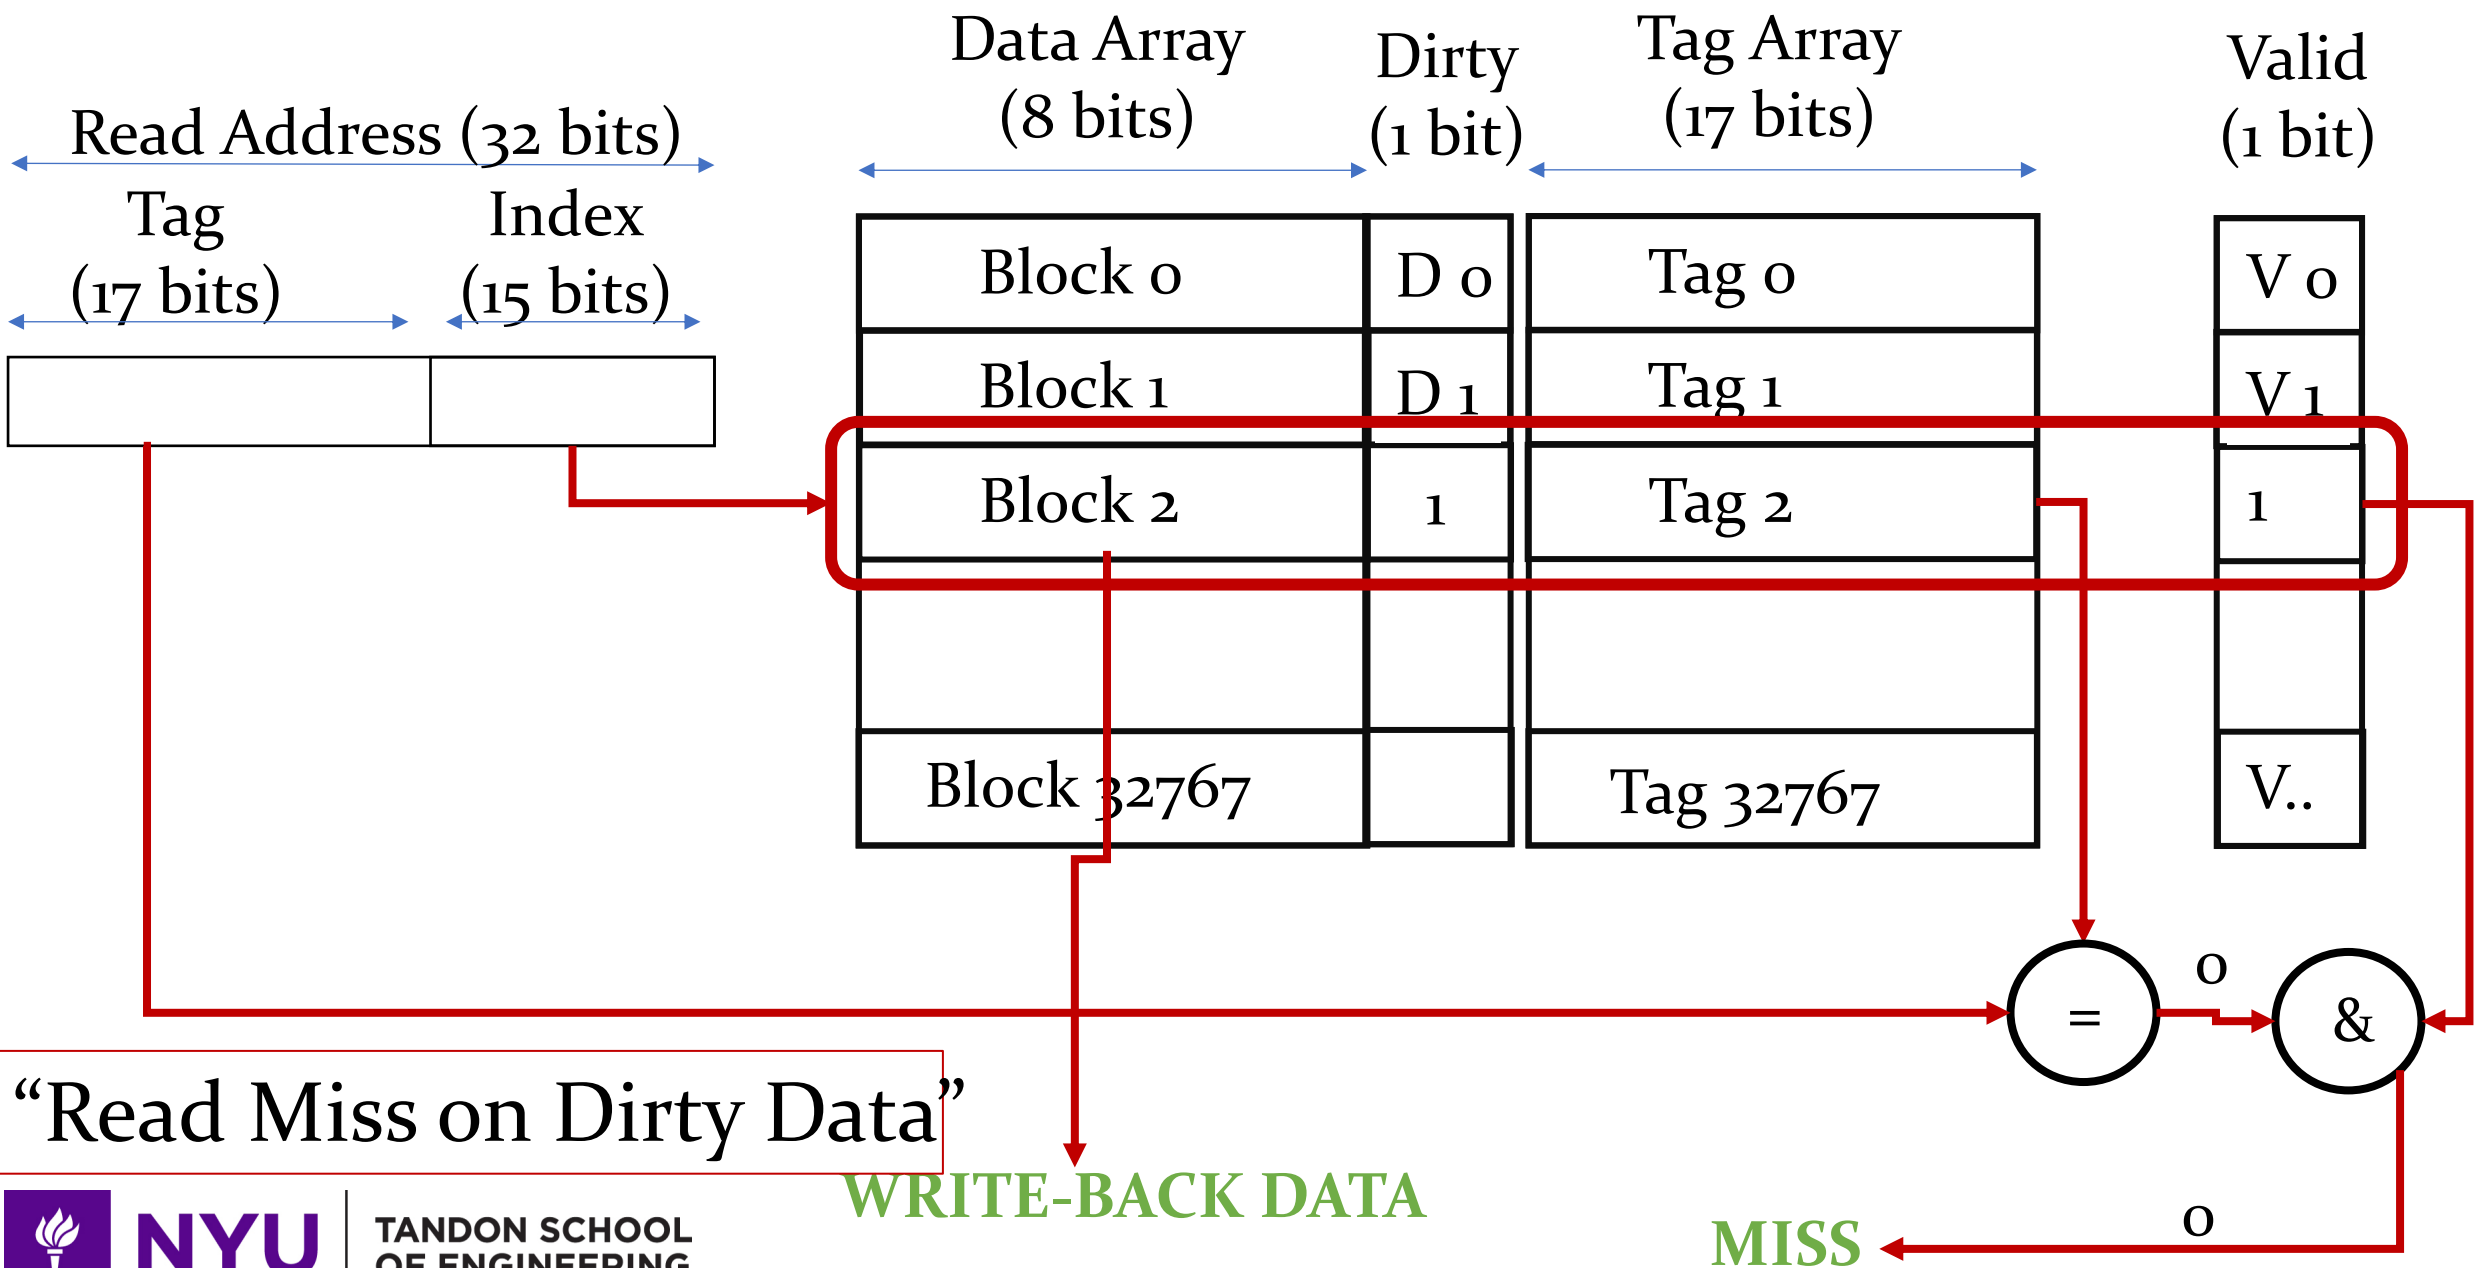 Read Address (32 bits)
Tag
(17 bits)
Index
(15 bits)
Data Array
(8 bits)
Dirty
(1 bit)
Tag Array
(17 bits)
Valid
(1 bit)
Block 0
D 0
Tag 0
V 0
Block 1
D 1
Tag 1
V 1
Block 2
1
Tag 2
1
Block 32767
Tag 32767
V..
=
0
&
“Read Miss on Dirty Data”
WRITE-BACK DATA
MISS
0
NYU
TANDON SCHOOL
OF ENGINEERING